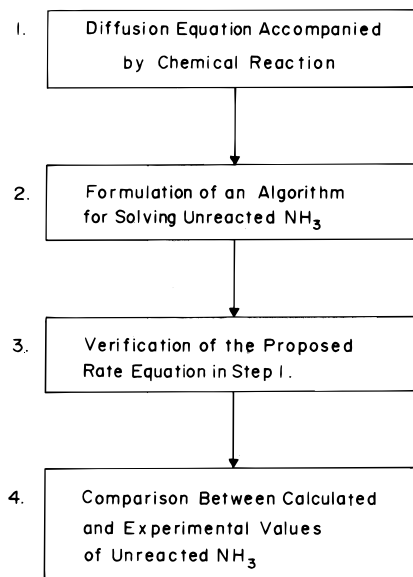 1. Diffusion Equation Accompanied
by Chemical Reaction
2. Formulation of an Algorithm
for Solving Unreacted NH₃
3. Verification of the Proposed
Rate Equation in Step 1.
4. Comparison Between Calculated
and Experimental Values
of Unreacted NH₃